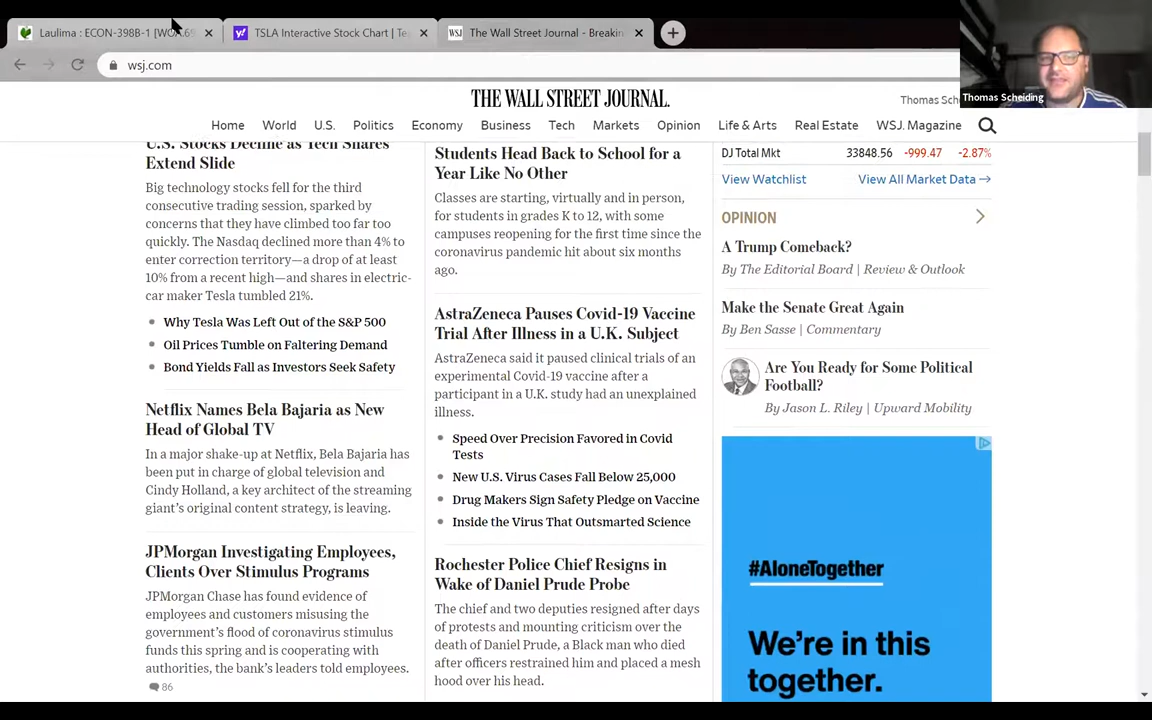 Laulima : ECON-398B-1 [WOA.69
TSLA Interactive Stock Chart | Te
WSJ
The Wall Street Journal - Breakin
wsj.com
Thomas Scheiding
THE WALL STREET JOURNAL.
Thomas Sch
Home
World
U.S.
Politics
Economy
Business
Tech
Markets
Opinion
Life & Arts
Real Estate
WSJ. Magazine
U.S. Stocks Decline as Tech Shares
Extend Slide
Big technology stocks fell for the third
consecutive trading session, sparked by
concerns that they have climbed too far too
quickly. The Nasdaq declined more than 4% to
enter correction territory—a drop of at least
10% from a recent high—and shares in electric-
car maker Tesla tumbled 21%.
Why Tesla Was Left Out of the S&P 500
Oil Prices Tumble on Faltering Demand
Bond Yields Fall as Investors Seek Safety
Netflix Names Bela Bajaria as New
Head of Global TV
In a major shake-up at Netflix, Bela Bajaria has
been put in charge of global television and
Cindy Holland, a key architect of the streaming
giant's original content strategy, is leaving.
JPMorgan Investigating Employees,
Clients Over Stimulus Programs
JPMorgan Chase has found evidence of
employees and customers misusing the
government's flood of coronavirus stimulus
funds this spring and is cooperating with
authorities, the bank's leaders told employees.
86
Students Head Back to School for a
Year Like No Other
Classes are starting, virtually and in person,
for students in grades K to 12, with some
campuses reopening for the first time since the
coronavirus pandemic hit about six months
ago.
AstraZeneca Pauses Covid-19 Vaccine
Trial After Illness in a U.K. Subject
AstraZeneca said it paused clinical trials of an
experimental Covid-19 vaccine after a
participant in a U.K. study had an unexplained
illness.
Speed Over Precision Favored in Covid
Tests
New U.S. Virus Cases Fall Below 25,000
Drug Makers Sign Safety Pledge on Vaccine
Inside the Virus That Outsmarted Science
Rochester Police Chief Resigns in
Wake of Daniel Prude Probe
The chief and two deputies resigned after days
of protests and mounting criticism over the
death of Daniel Prude, a Black man who died
after officers restrained him and placed a mesh
hood over his head.
DJ Total Mkt 33848.56 -999.47 -2.87%
View Watchlist
View All Market Data →
OPINION
A Trump Comeback?
By The Editorial Board | Review & Outlook
Make the Senate Great Again
By Ben Sasse | Commentary
Are You Ready for Some Political
Football?
By Jason L. Riley | Upward Mobility
#AloneTogether
We're in this
together.